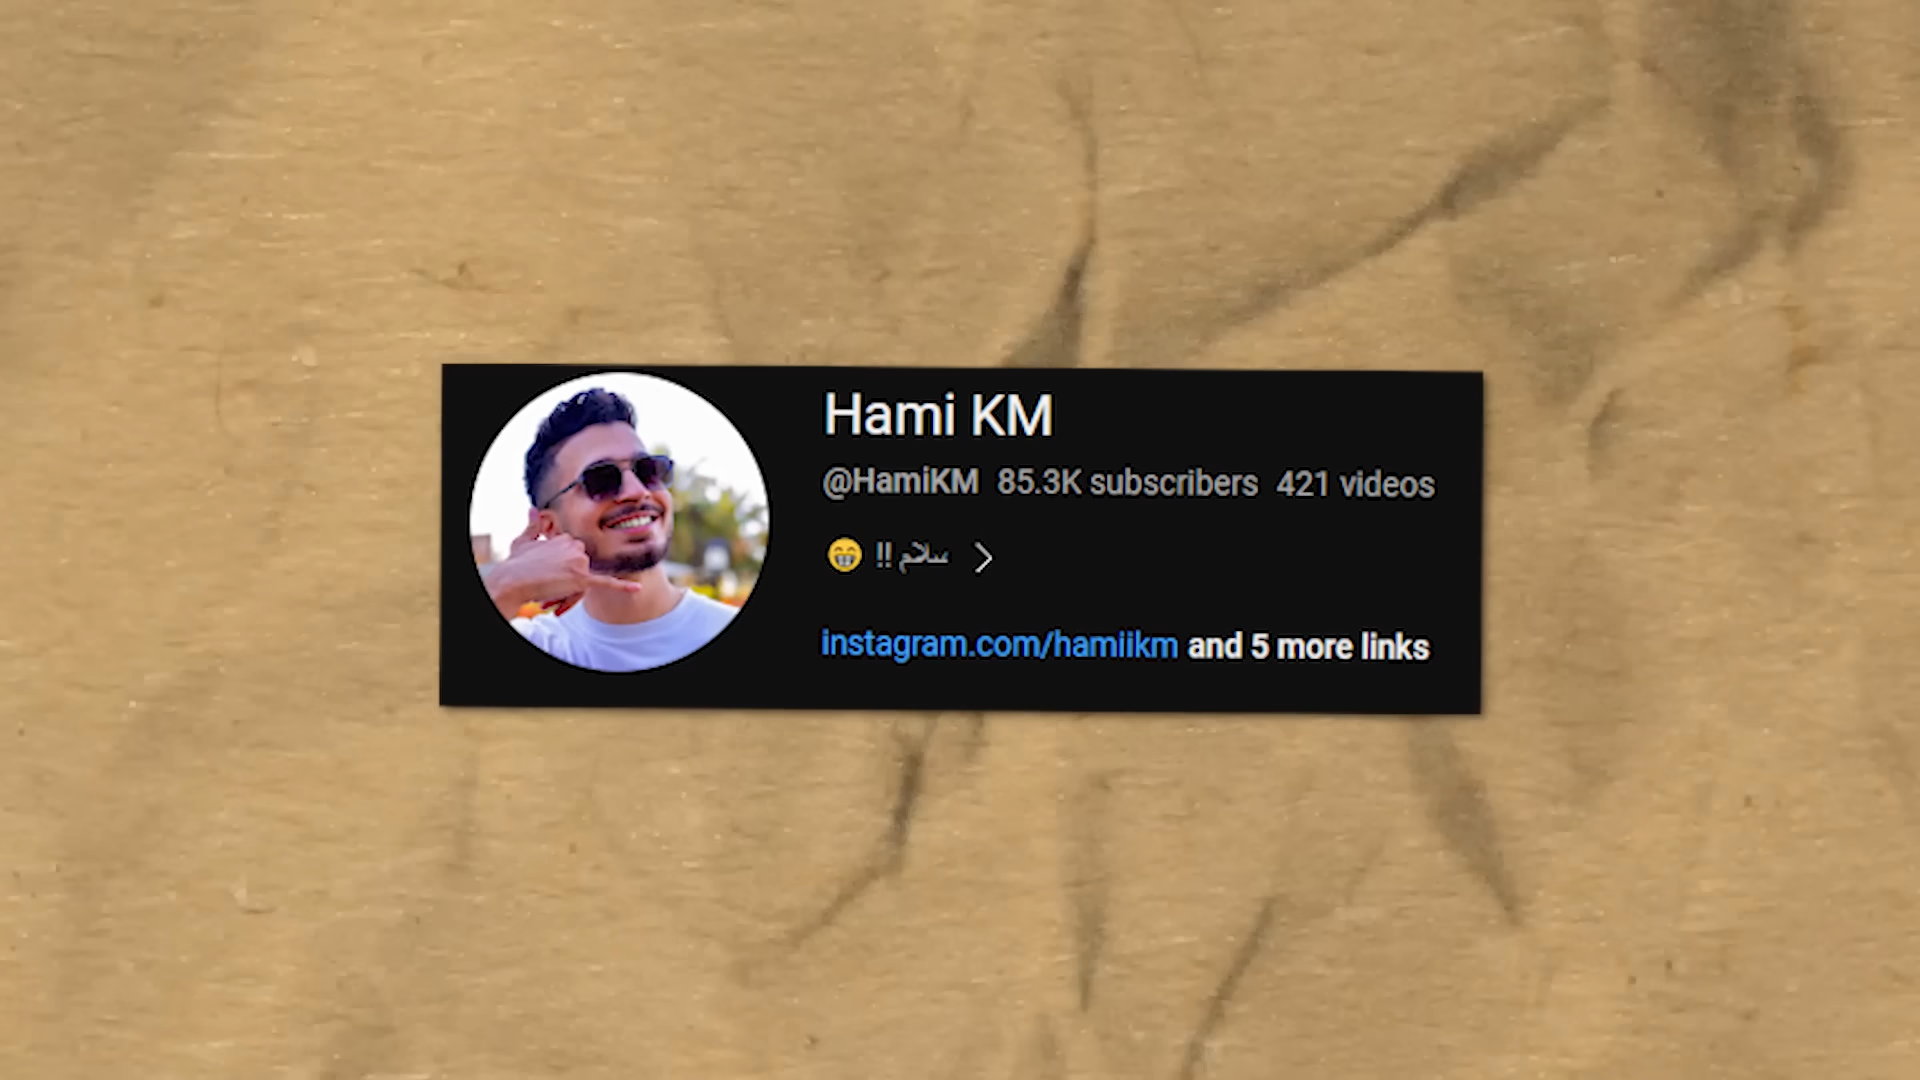 Hami KM
@HamiKM 85.3K subscribers 421 videos
😁 !! سلام
instagram.com/hamiikm and 5 more links